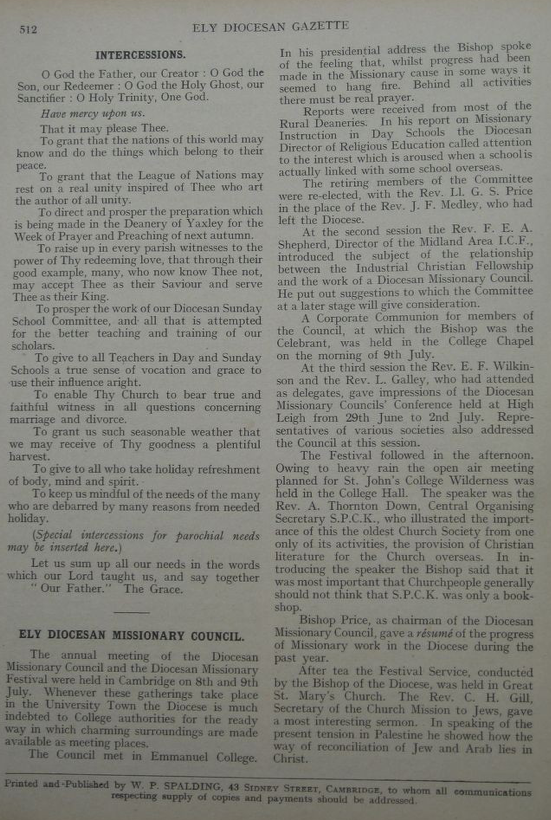 512
ELY DIOCESAN GAZETTE
INTERCESSIONS.
O God the Father, our Creator : O God the
Son, our Redeemer : O God the Holy Ghost, our
Sanctifier : O Holy Trinity, One God.
Have mercy upon us.
That it may please Thee.
To grant that the nations of this world may
know and do the things which belong to their
peace.
To grant that the League of Nations may
rest on a real unity inspired of Thee who art
the author of all unity.
To direct and prosper the preparation which
is being made in the Deanery of Yaxley for the
Week of Prayer and Preaching of next autumn.
To raise up in every parish witnesses to the
power of Thy redeeming love, that through their
good example, many, who now know Thee not,
may accept Thee as their Saviour and serve
Thee as their King.
To prosper the work of our Diocesan Sunday
School Committee, and all that is attempted
for the better teaching and training of our
scholars.
To give to all Teachers in Day and Sunday
Schools a true sense of vocation and grace to
use their influence aright.
To enable Thy Church to bear true and
faithful witness in all questions concerning
marriage and divorce.
To grant us such seasonable weather that
we may receive of Thy goodness a plentiful
harvest.
To give to all who take holiday refreshment
of body, mind and spirit.
To keep us mindful of the needs of the many
who are debarred by many reasons from needed
holiday.
(Special intercessions for parochial needs
may be inserted here.)
Let us sum up all our needs in the words
which our Lord taught us, and say together
" Our Father." The Grace.
ELY DIOCESAN MISSIONARY COUNCIL.
The annual meeting of the Diocesan
Missionary Council and the Diocesan Missionary
Festival were held in Cambridge on 8th and 9th
July. Whenever these gatherings take place
in the University Town the Diocese is much
indebted to College authorities for the ready
way in which charming surroundings are made
available as meeting places.
The Council met in Emmanuel College.
In his presidential address the Bishop spoke
of the feeling that, whilst progress had been
made in the Missionary cause in some ways it
seemed to hang fire. Behind all activities
there must be real prayer.
Reports were received from most of the
Rural Deaneries. In his report on Missionary
Instruction in Day Schools the Diocesan
Director of Religious Education called attention
to the interest which is aroused when a school is
actually linked with some school overseas.
The retiring members of the Committee
were re-elected, with the Rev. Ll. G. S. Price
in the place of the Rev. J. F. Medley, who had
left the Diocese.
At the second session the Rev. F. E. A.
Shepherd, Director of the Midland Area I.C.F.,
introduced the subject of the relationship
between the Industrial Christian Fellowship
and the work of a Diocesan Missionary Council.
He put out suggestions to which the Committee
at a later stage will give consideration.
A Corporate Communion for members of
the Council, at which the Bishop was the
Celebrant, was held in the College Chapel
on the morning of 9th July.
At the third session the Rev. E. F. Wilkin-
son and the Rev. L. Galley, who had attended
as delegates, gave impressions of the Diocesan
Missionary Councils' Conference held at High
Leigh from 29th June to 2nd July. Repre-
sentatives of various societies also addressed
the Council at this session.
The Festival followed in the afternoon.
Owing to heavy rain the open air meeting
planned for St. John's College Wilderness was
held in the College Hall. The speaker was the
Rev. A. Thornton Down, Central Organising
Secretary S.P.C.K., who illustrated the import-
ance of this the oldest Church Society from one
only of its activities, the provision of Christian
literature for the Church overseas. In in-
troducing the speaker the Bishop said that it
was most important that Churchpeople generally
should not think that S.P.C.K. was only a book-
shop.
Bishop Price, as chairman of the Diocesan
Missionary Council, gave a résumé of the progress
of Missionary work in the Diocese during the
past year.
After tea the Festival Service, conducted
by the Bishop of the Diocese, was held in Great
St. Mary's Church. The Rev. C. H. Gill,
Secretary of the Church Mission to Jews, gave
a most interesting sermon. In speaking of the
present tension in Palestine he showed how the
way of reconciliation of Jew and Arab lies in
Christ.
Printed and Published by W. P. SPALDING, 43 SIDNEY STREET, CAMBRIDGE, to whom all communications
respecting supply of copies and payments should be addressed.